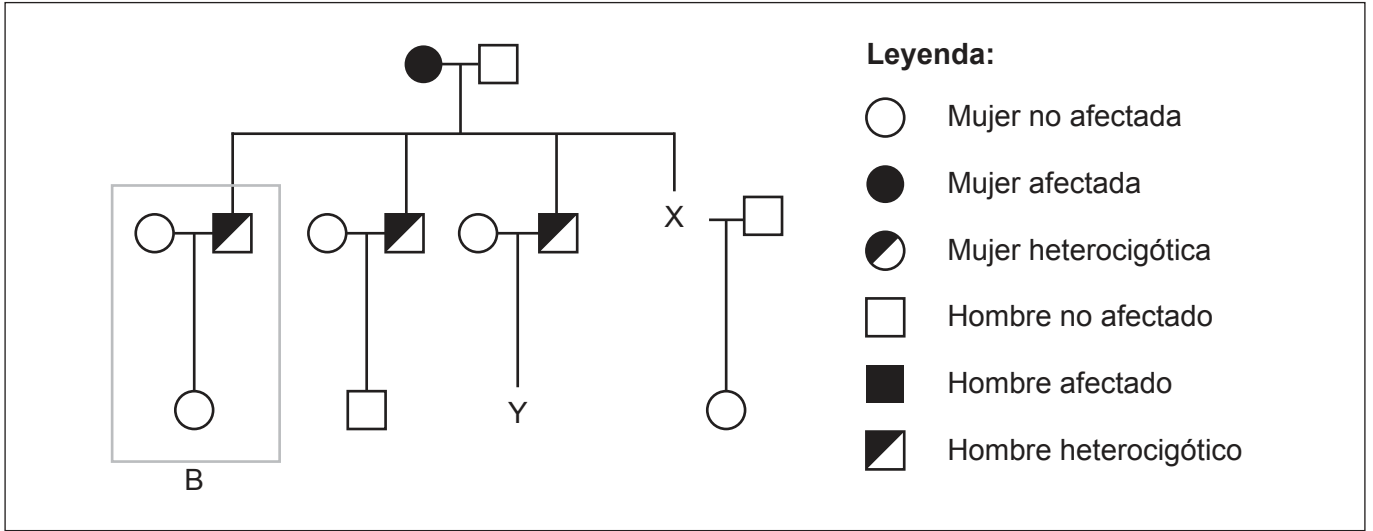 Leyenda:
Mujer no afectada
Mujer afectada
Mujer heterocigótica
Hombre no afectado
Hombre afectado
Hombre heterocigótico
X
Y
B